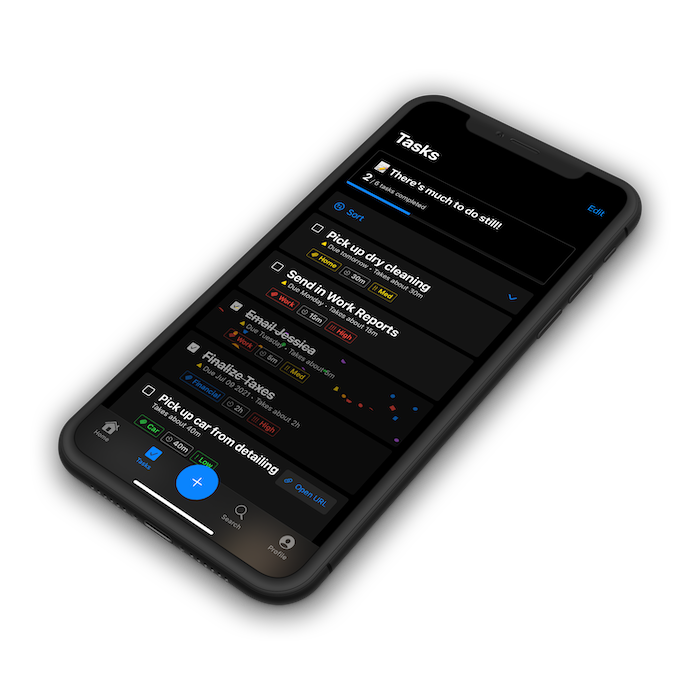 Tasks
📝 There's much to do still!
2 / 6 tasks completed
Edit
Sort
Pick up dry cleaning
Due tomorrow • Takes about 30m
Home 30m Med
Send in Work Reports
Due Monday • Takes about 15m
Work 15m High
Email Jessica
Due Tuesday • Takes about 5m
Work 5m Med
Finalize Taxes
Due Jul 09 2021 • Takes about 2h
Financial 2h High
Pick up car from detailing
Takes about 40m
Car 40m Low
Open URL
Home
Tasks
+
Search
Profile